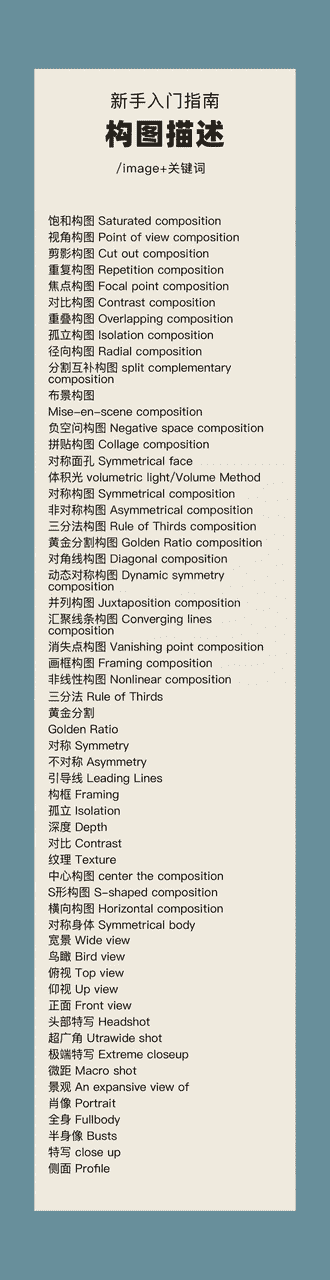 新手入门指南
构图描述
/image+关键词
饱和构图 Saturated composition
视角构图 Point of view composition
剪影构图 Cut out composition
重复构图 Repetition composition
焦点构图 Focal point composition
对比构图 Contrast composition
重叠构图 Overlapping composition
孤立构图 Isolation composition
径向构图 Radial composition
分割互补构图 split complementary
composition
布景构图
Mise-en-scene composition
负空问构图 Negative space composition
拼贴构图 Collage composition
对称面孔 Symmetrical face
体积光 volumetric light/Volume Method
对称构图 Symmetrical composition
非对称构图 Asymmetrical composition
三分法构图 Rule of Thirds composition
黄金分割构图 Golden Ratio composition
对角线构图 Diagonal composition
动态对称构图 Dynamic symmetry
composition
并列构图 Juxtaposition composition
汇聚线条构图 Converging lines
composition
消失点构图 Vanishing point composition
画框构图 Framing composition
非线性构图 Nonlinear composition
三分法 Rule of Thirds
黄金分割
Golden Ratio
对称 Symmetry
不对称 Asymmetry
引导线 Leading Lines
构框 Framing
孤立 Isolation
深度 Depth
对比 Contrast
纹理 Texture
中心构图 center the composition
S形构图 S-shaped composition
横向构图 Horizontal composition
对称身体 Symmetrical body
宽景 Wide view
鸟瞰 Bird view
俯视 Top view
仰视 Up view
正面 Front view
头部特写 Headshot
超广角 Utrawide shot
极端特写 Extreme closeup
微距 Macro shot
景观 An expansive view of
肖像 Portrait
全身 Fullbody
半身像 Busts
特写 close up
侧面 Profile